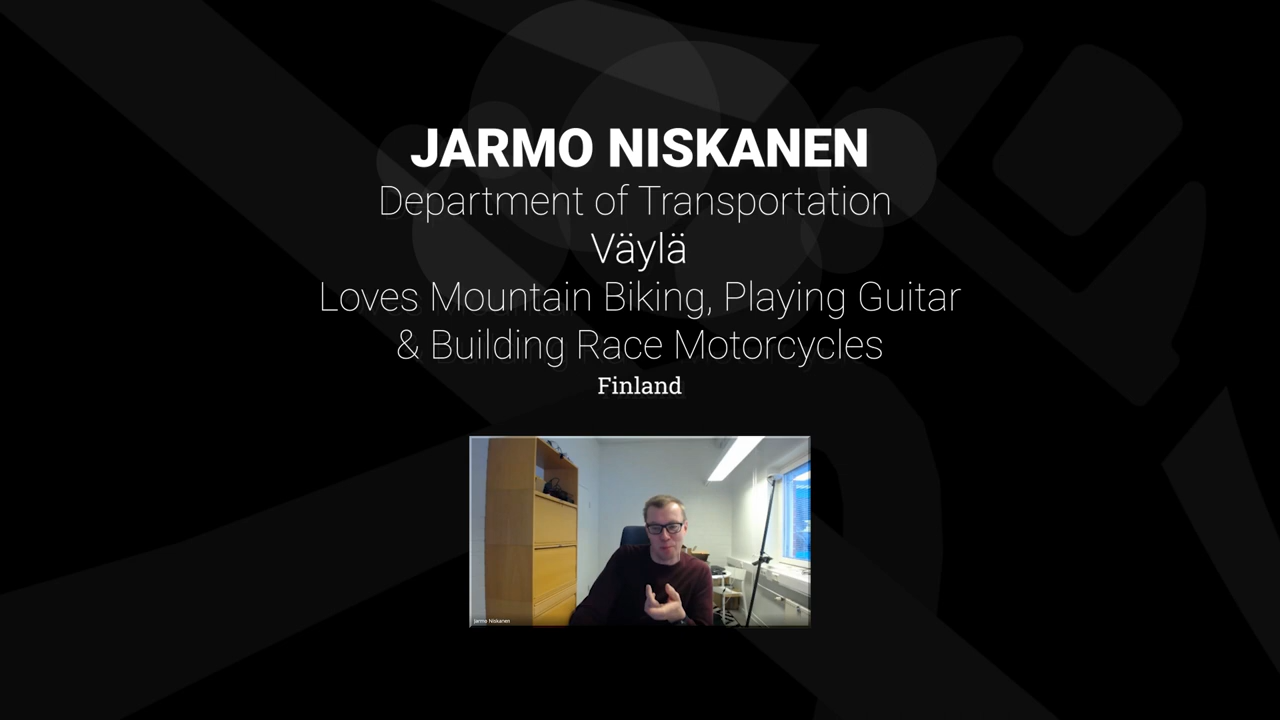 JARMO NISKANEN
Department of Transportation
Väylä
Loves Mountain Biking, Playing Guitar
& Building Race Motorcycles
Finland
Jarmo Niskanen